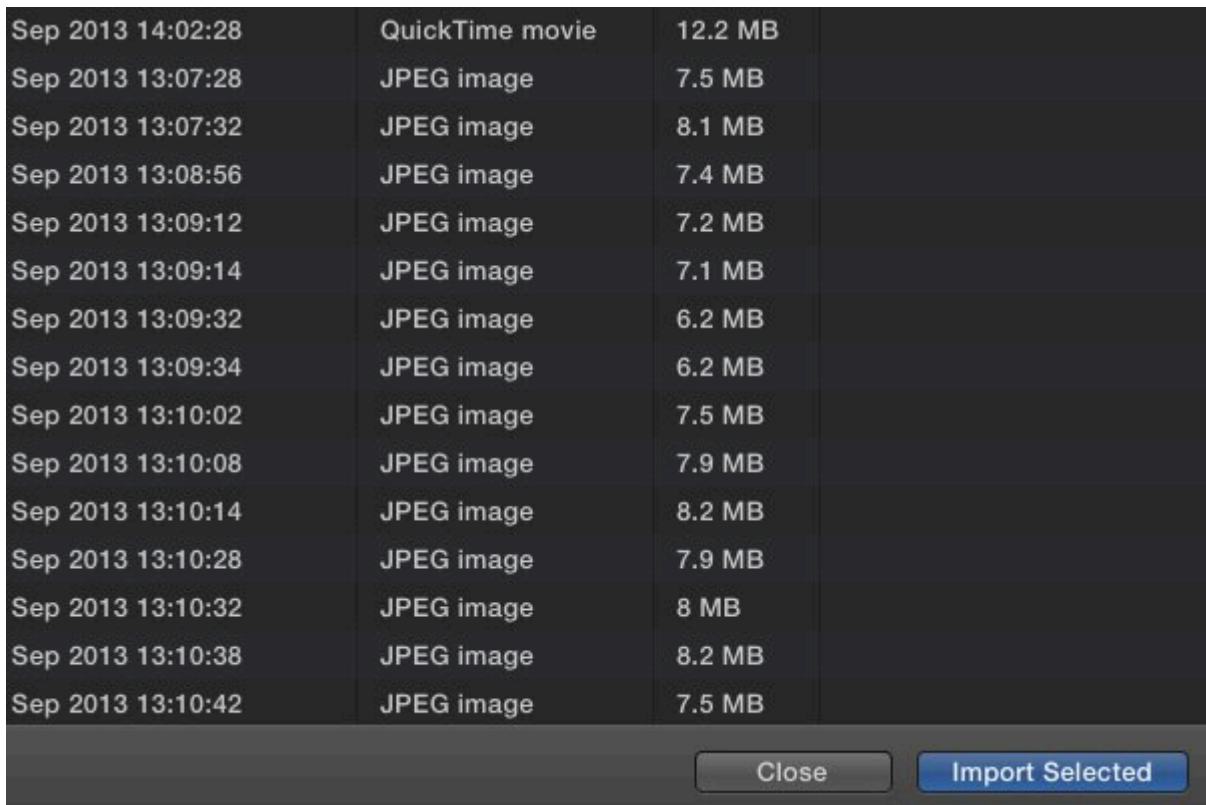 Sep 2013 14:02:28 QuickTime movie 12.2 MB
Sep 2013 13:07:28 JPEG image 7.5 MB
Sep 2013 13:07:32 JPEG image 8.1 MB
Sep 2013 13:08:56 JPEG image 7.4 MB
Sep 2013 13:09:12 JPEG image 7.2 MB
Sep 2013 13:09:14 JPEG image 7.1 MB
Sep 2013 13:09:32 JPEG image 6.2 MB
Sep 2013 13:09:34 JPEG image 6.2 MB
Sep 2013 13:10:02 JPEG image 7.5 MB
Sep 2013 13:10:08 JPEG image 7.9 MB
Sep 2013 13:10:14 JPEG image 8.2 MB
Sep 2013 13:10:28 JPEG image 7.9 MB
Sep 2013 13:10:32 JPEG image 8 MB
Sep 2013 13:10:38 JPEG image 8.2 MB
Sep 2013 13:10:42 JPEG image 7.5 MB
Close Import Selected